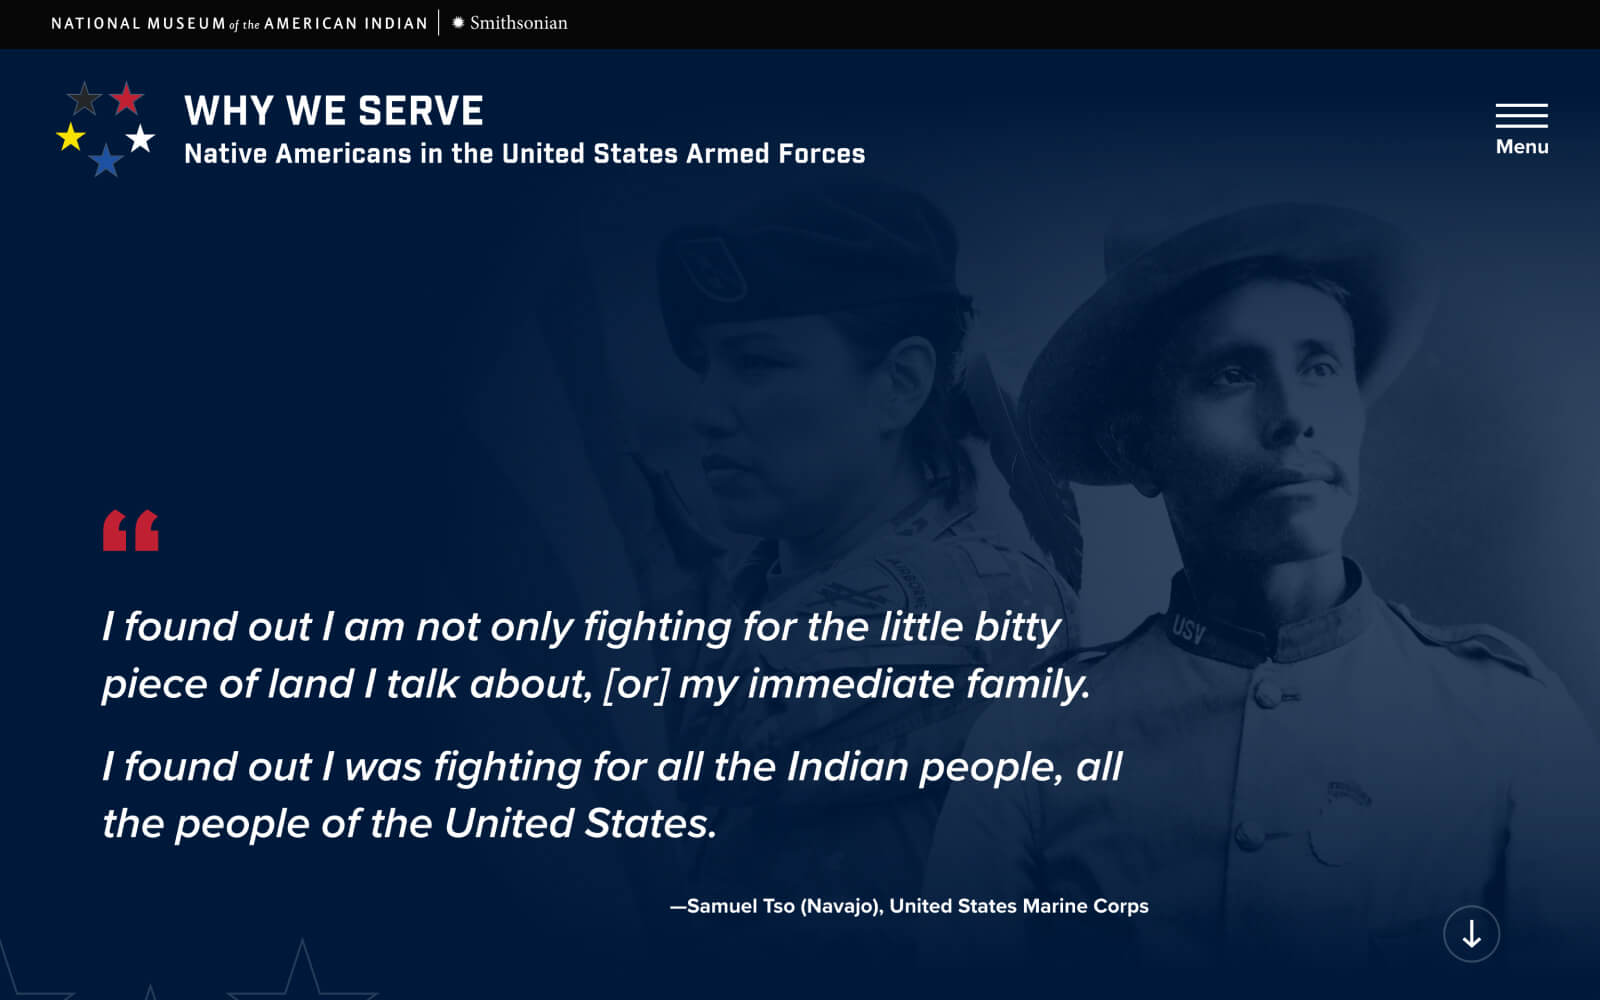 NATIONAL MUSEUM of the AMERICAN INDIAN Smithsonian
WHY WE SERVE
Native Americans in the United States Armed Forces
Menu
AIRBORNE
USV
“
I found out I am not only fighting for the little bitty
piece of land I talk about, [or] my immediate family.
I found out I was fighting for all the Indian people, all
the people of the United States.
—Samuel Tso (Navajo), United States Marine Corps